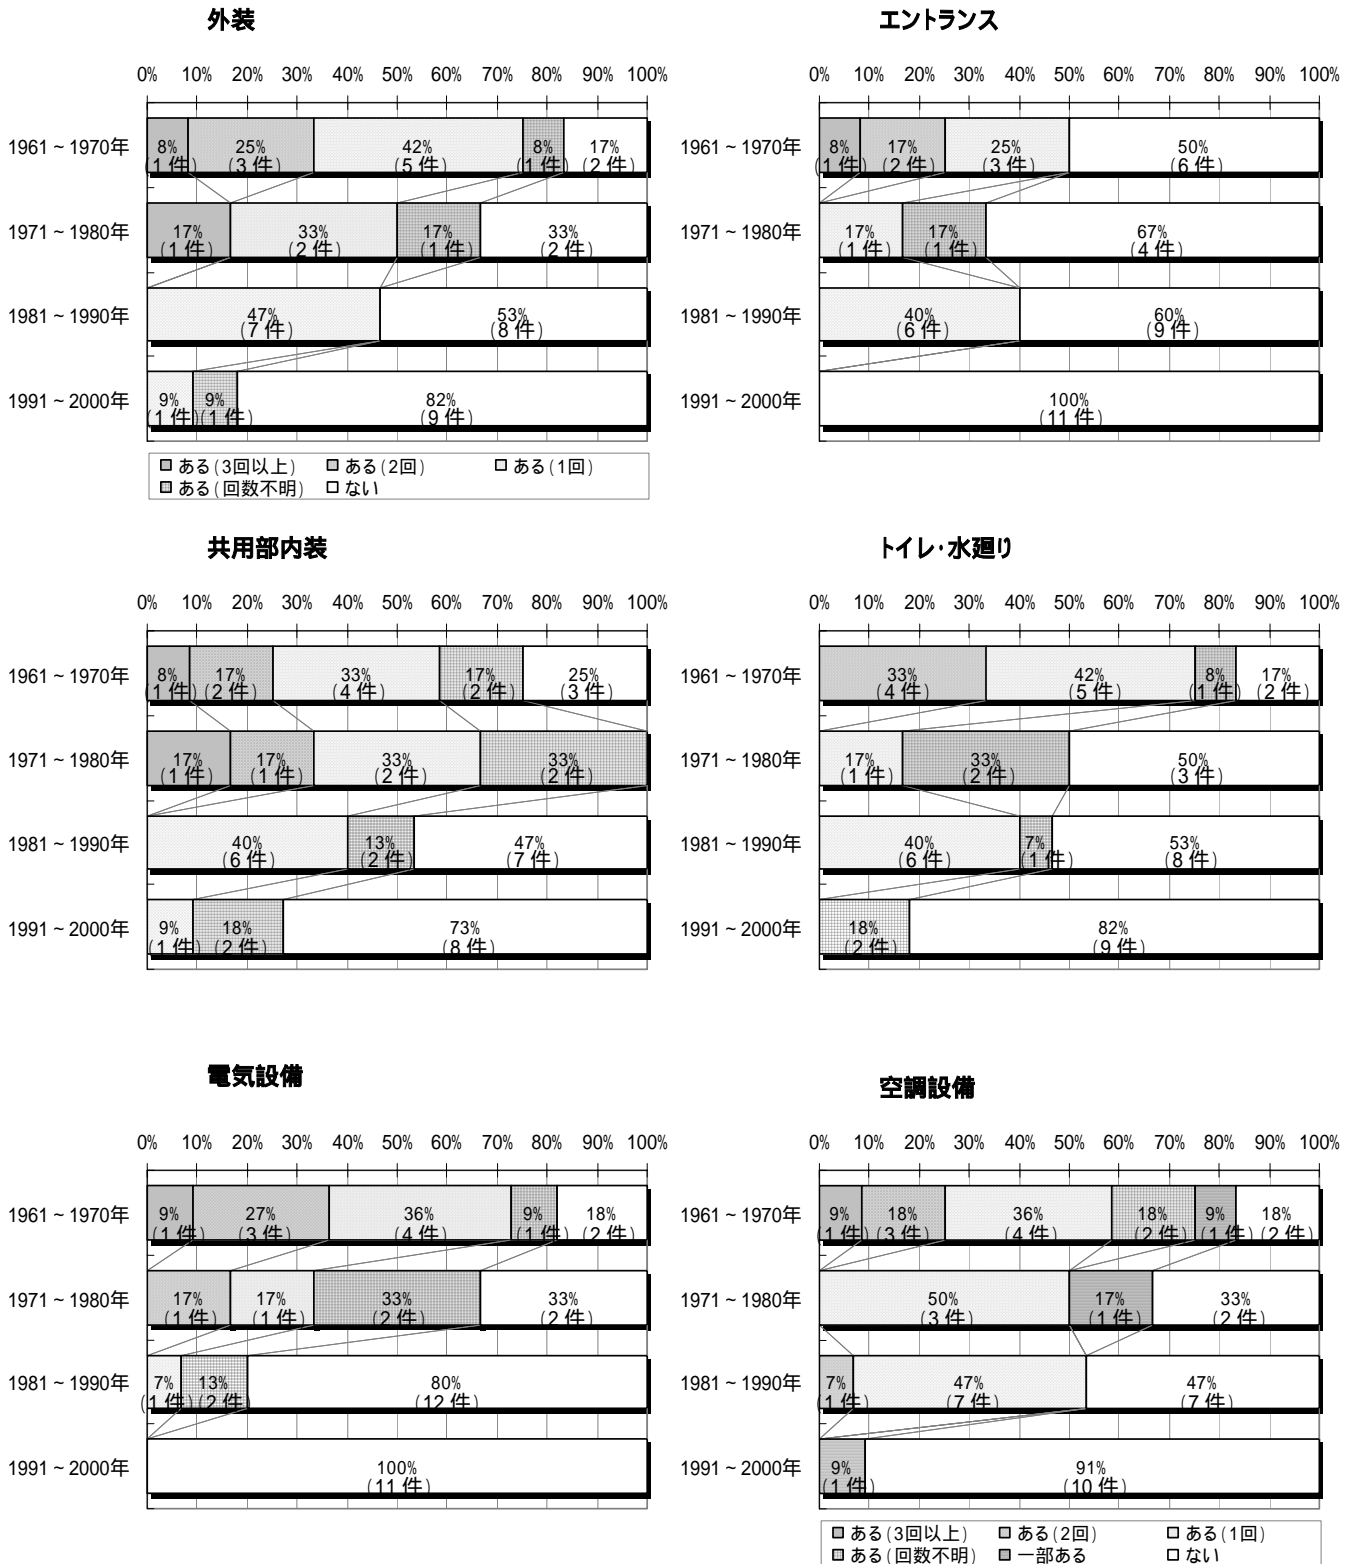 外装
0% 10% 20% 30% 40% 50% 60% 70% 80% 90% 100%
1961～1970年 8% 25% 42% 8% 17%
(1件) (3件) (5件) (1件) (2件)
1971～1980年 17% 33% 17% 33%
(1件) (2件) (1件) (2件)
1981～1990年 47% 53%
(7件) (8件)
1991～2000年 9% 9% 82%
(1件) (1件) (9件)
ある(3回以上) ある(2回) ある(1回)
ある(回数不明) ない
エントランス
0% 10% 20% 30% 40% 50% 60% 70% 80% 90% 100%
1961～1970年 8% 17% 25% 50%
(1件) (2件) (3件) (6件)
1971～1980年 17% 17% 67%
(1件) (1件) (4件)
1981～1990年 40% 60%
(6件) (9件)
1991～2000年 100%
(11件)
共用部内装
0% 10% 20% 30% 40% 50% 60% 70% 80% 90% 100%
1961～1970年 8% 17% 33% 17% 25%
(1件) (2件) (4件) (2件) (3件)
1971～1980年 17% 17% 33% 33%
(1件) (1件) (2件) (2件)
1981～1990年 40% 13% 47%
(6件) (2件) (7件)
1991～2000年 9% 18% 73%
(1件) (2件) (8件)
トイレ・水廻り
0% 10% 20% 30% 40% 50% 60% 70% 80% 90% 100%
1961～1970年 33% 42% 8% 17%
(4件) (5件) (1件) (2件)
1971～1980年 17% 33% 50%
(1件) (2件) (3件)
1981～1990年 40% 7% 53%
(6件) (1件) (8件)
1991～2000年 18% 82%
(2件) (9件)
電気設備
0% 10% 20% 30% 40% 50% 60% 70% 80% 90% 100%
1961～1970年 9% 27% 36% 9% 18%
(1件) (3件) (4件) (1件) (2件)
1971～1980年 17% 17% 33% 33%
(1件) (1件) (2件) (2件)
1981～1990年 7% 13% 80%
(1件) (2件) (12件)
1991～2000年 100%
(11件)
空調設備
0% 10% 20% 30% 40% 50% 60% 70% 80% 90% 100%
1961～1970年 9% 18% 36% 18% 9% 18%
(1件) (3件) (4件) (2件) (1件) (2件)
1971～1980年 50% 17% 33%
(3件) (1件) (2件)
1981～1990年 7% 47% 47%
(1件) (7件) (7件)
1991～2000年 9% 91%
(1件) (10件)
ある(3回以上) ある(2回) ある(1回)
ある(回数不明) 一部ある ない